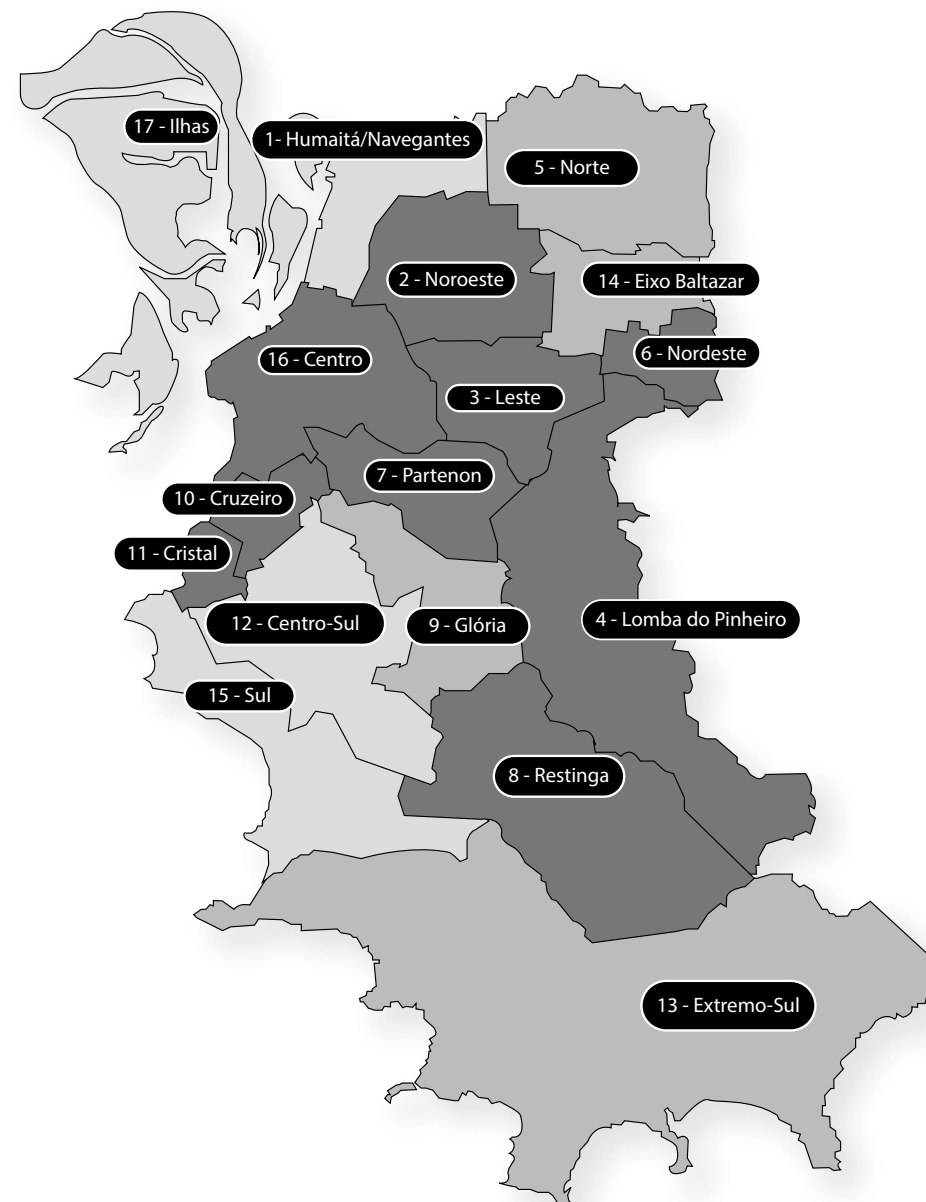 17 - Ilhas
1- Humaitá/Navegantes
5 - Norte
2 - Noroeste
14 - Eixo Baltazar
16 - Centro
6 - Nordeste
3 - Leste
7 - Partenon
10 - Cruzeiro
11 - Cristal
12 - Centro-Sul
9 - Glória
4 - Lomba do Pinheiro
15 - Sul
8 - Restinga
13 - Extremo-Sul